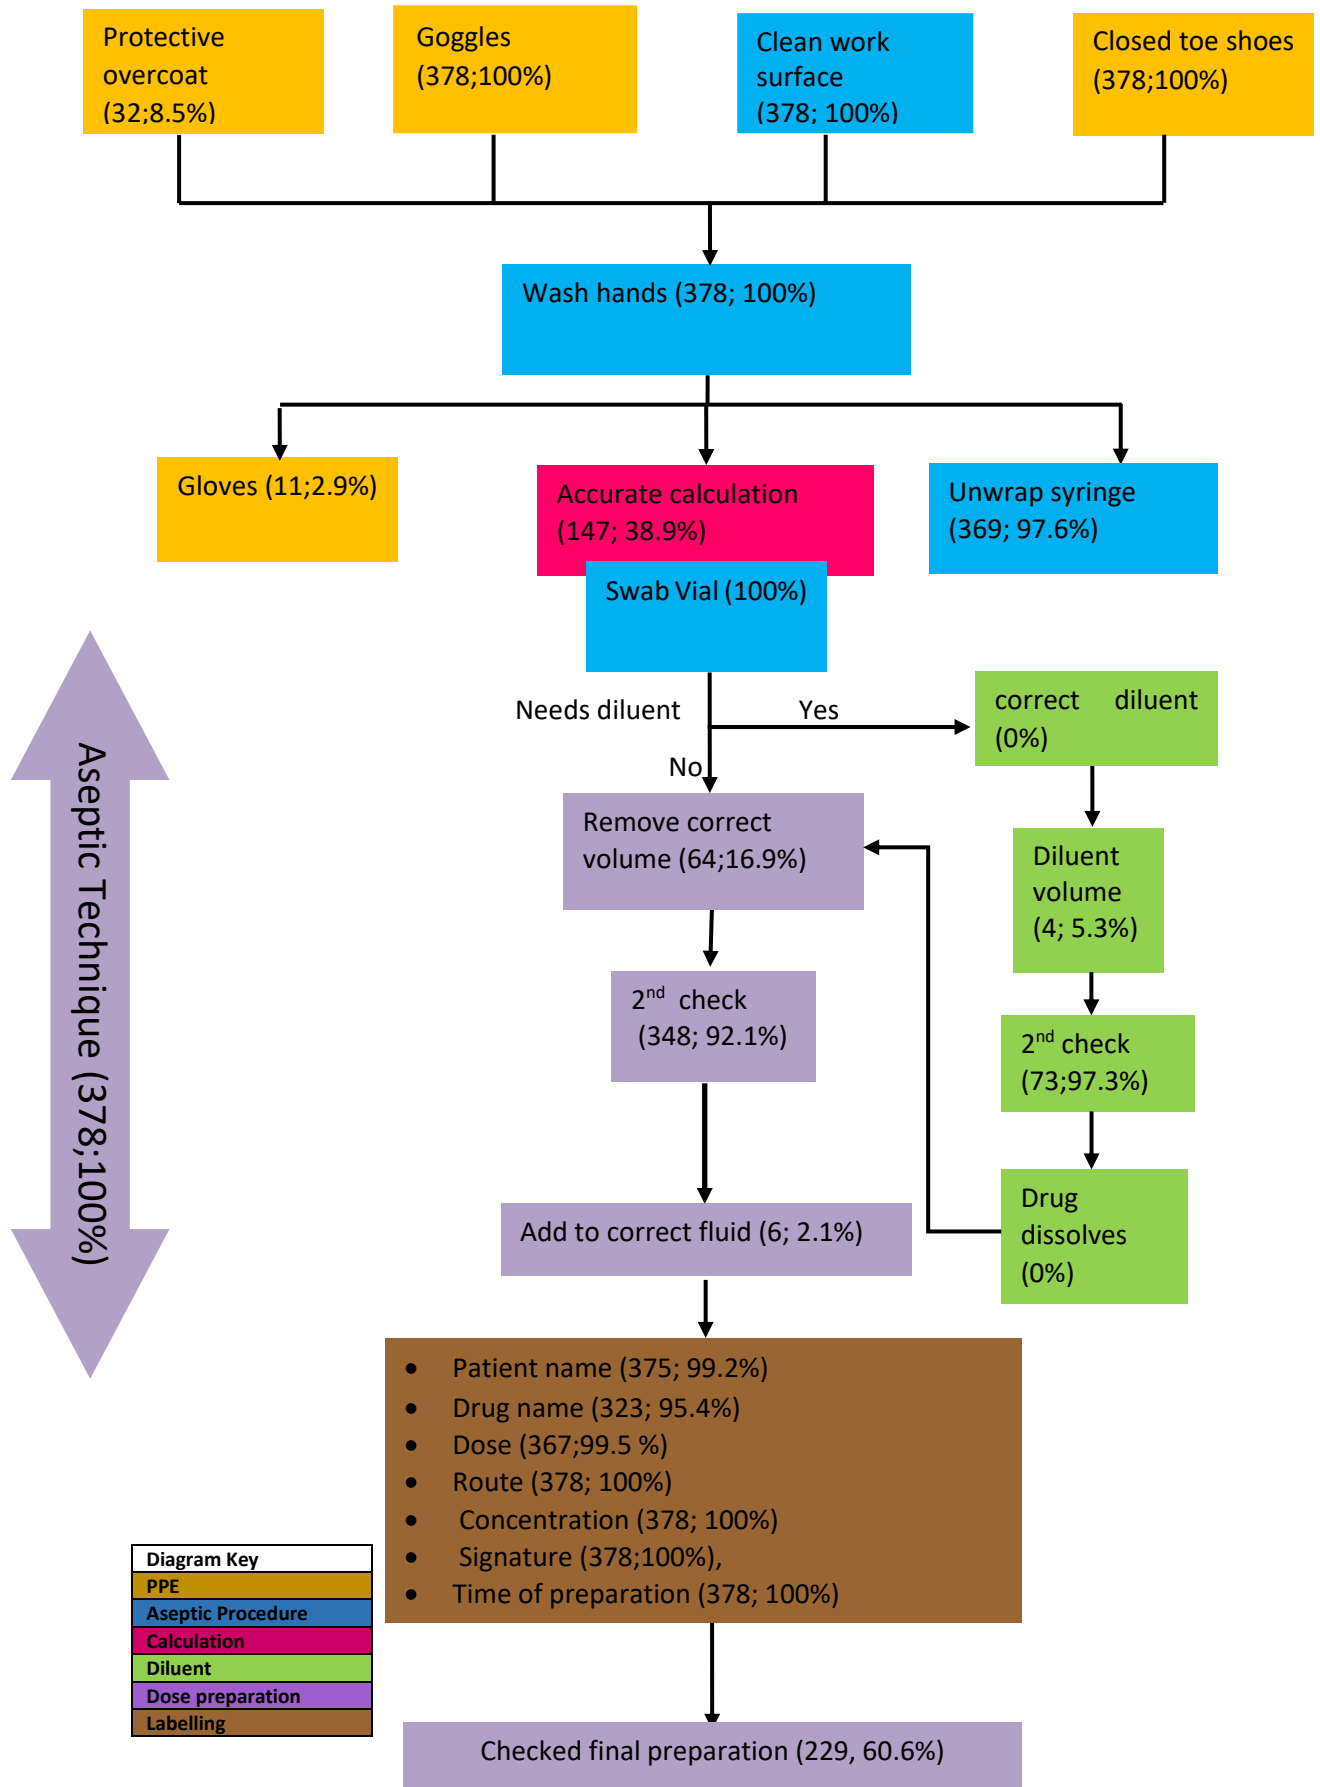 Protective
overcoat
(32;8.5%)
Goggles
(378;100%)
Clean work
surface
(378; 100%)
Closed toe shoes
(378;100%)
Wash hands (378; 100%)
Gloves (11;2.9%)
Accurate calculation
(147; 38.9%)
Unwrap syringe
(369; 97.6%)
Swab Vial (100%)
Needs diluent
Yes
No
correct diluent
(0%)
Remove correct
volume (64;16.9%)
Diluent
volume
(4; 5.3%)
2nd check
(348; 92.1%)
2nd check
(73;97.3%)
Add to correct fluid (6; 2.1%)
Drug
dissolves
(0%)
Aseptic Technique (378;100%)
• Patient name (375; 99.2%)
• Drug name (323; 95.4%)
• Dose (367;99.5 %)
• Route (378; 100%)
• Concentration (378; 100%)
• Signature (378;100%),
• Time of preparation (378; 100%)
Diagram Key
PPE
Aseptic Procedure
Calculation
Diluent
Dose preparation
Labelling
Checked final preparation (229, 60.6%)